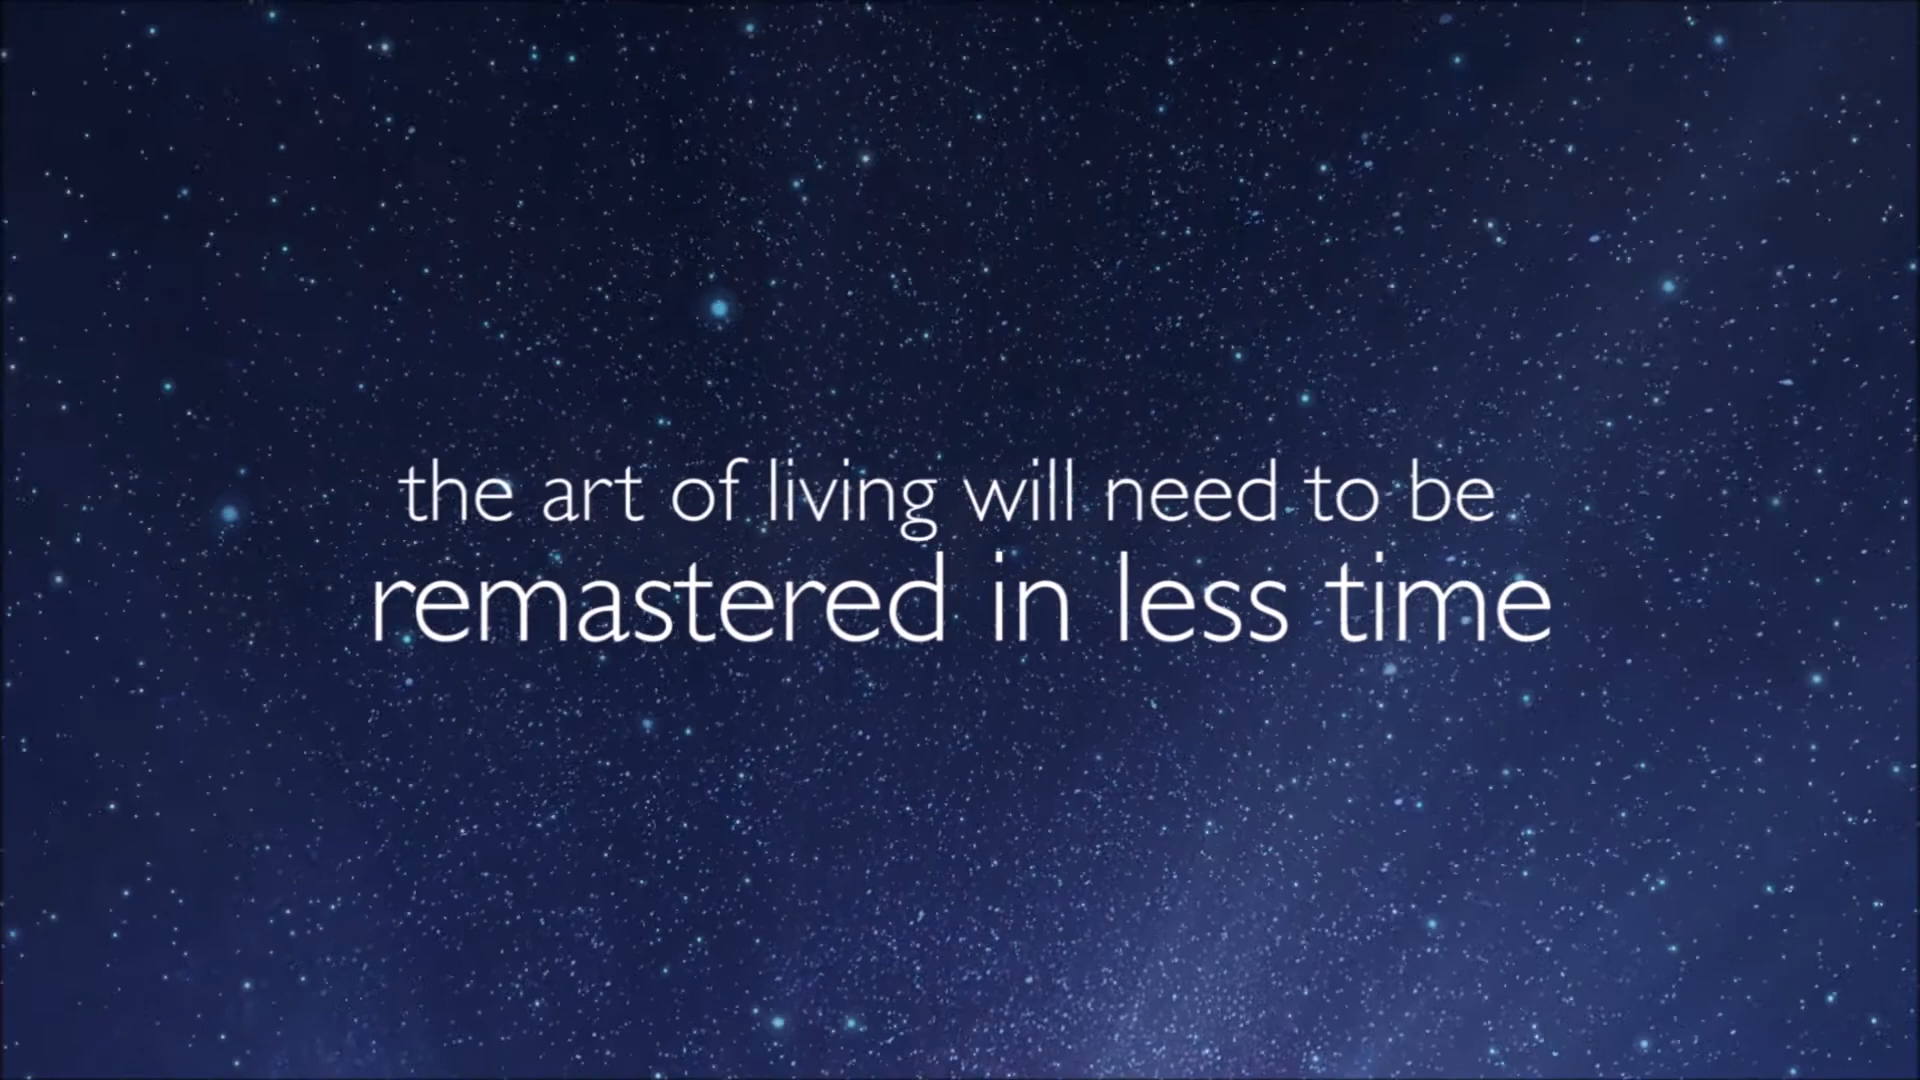 the art of living will need to be
remastered in less time